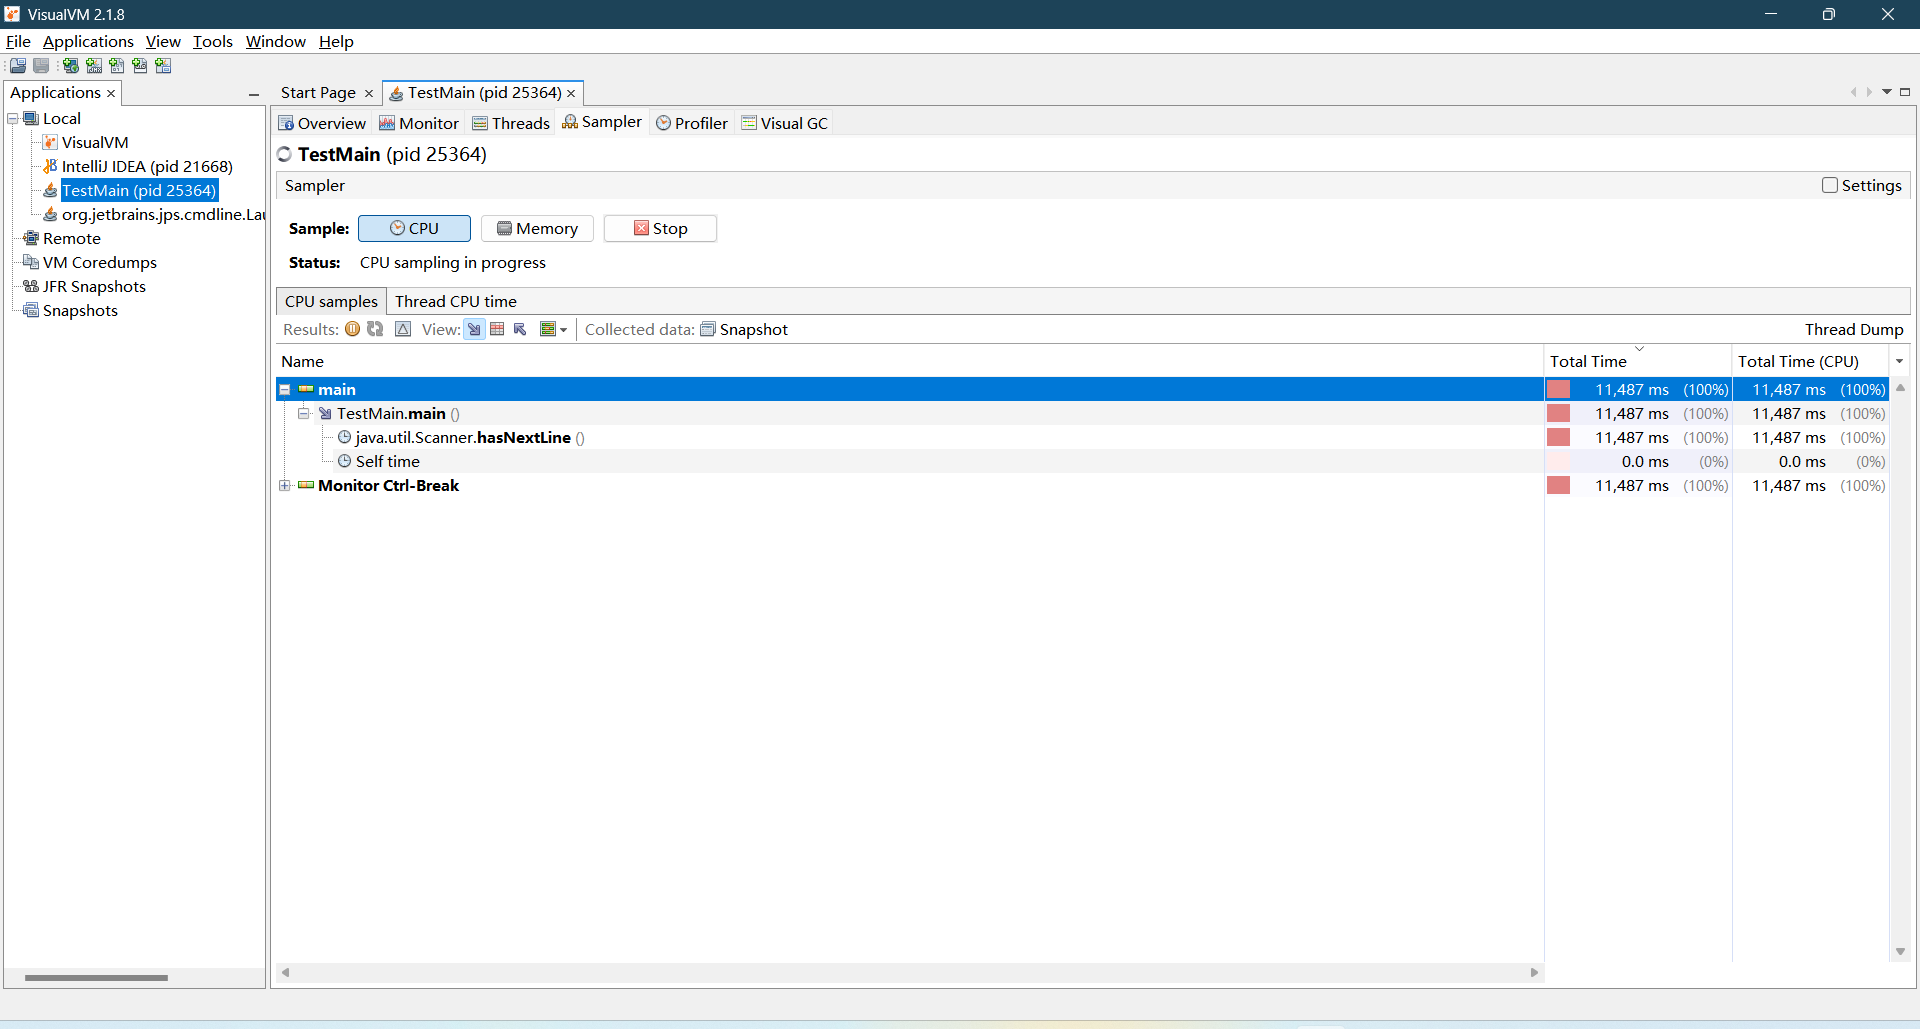 VisualVM 2.1.8
File Applications View Tools Window Help
Applications
Start Page
TestMain (pid 25364)
Local
VisualVM
IntelliJ IDEA (pid 21668)
TestMain (pid 25364)
org.jetbrains.jps.cmdline.Lau
Remote
VM Coredumps
JFR Snapshots
Snapshots
Overview Monitor Threads Sampler Profiler Visual GC
TestMain (pid 25364)
Sampler Settings
Sample: CPU Memory Stop
Status: CPU sampling in progress
CPU samples Thread CPU time
Results: View: Collected data: Snapshot Thread Dump
Name Total Time Total Time (CPU)
main 11,487 ms (100%) 11,487 ms (100%)
TestMain.main () 11,487 ms (100%) 11,487 ms (100%)
java.util.Scanner.hasNextLine () 11,487 ms (100%) 11,487 ms (100%)
Self time 0.0 ms (0%) 0.0 ms (0%)
Monitor Ctrl-Break 11,487 ms (100%) 11,487 ms (100%)